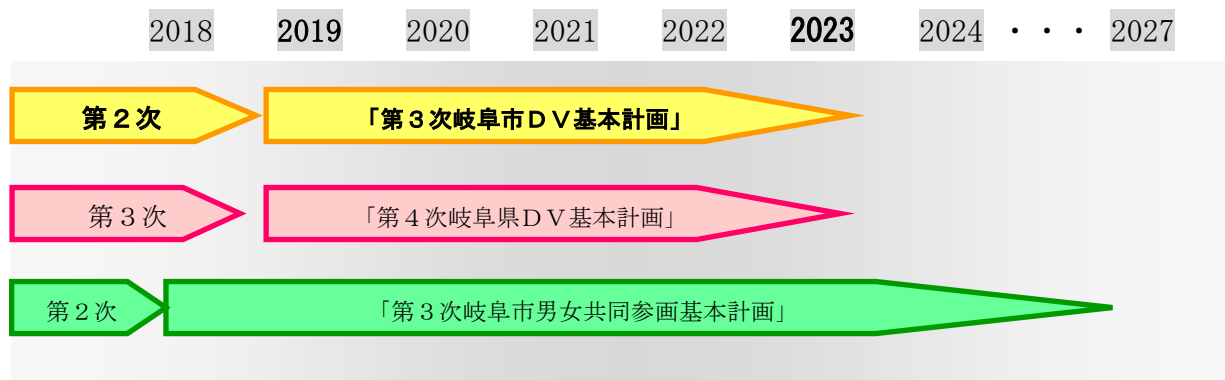 2018 2019 2020 2021 2022 2023 2024 ・・・ 2027
第２次 「第３次岐阜市ＤＶ基本計画」
第３次 「第４次岐阜県ＤＶ基本計画」
第２次 「第３次岐阜市男女共同参画基本計画」